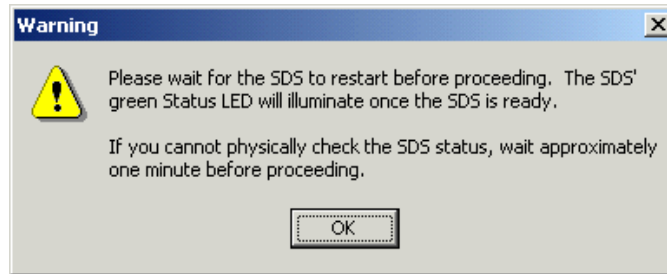 Warning
Please wait for the SDS to restart before proceeding.  The SDS'
green Status LED will illuminate once the SDS is ready.
If you cannot physically check the SDS status, wait approximately
one minute before proceeding.
OK